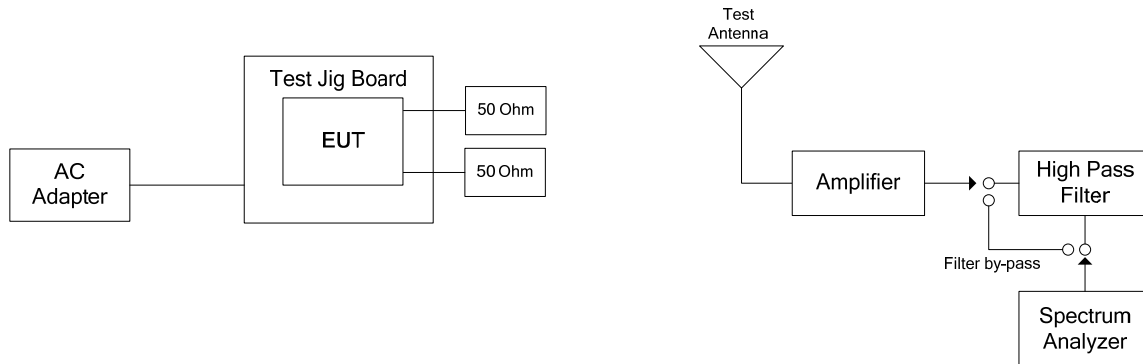 Test Jig Board
EUT
50 Ohm
50 Ohm
AC
Adapter
Test
Antenna
Amplifier
High Pass
Filter
Filter by-pass
Spectrum
Analyzer